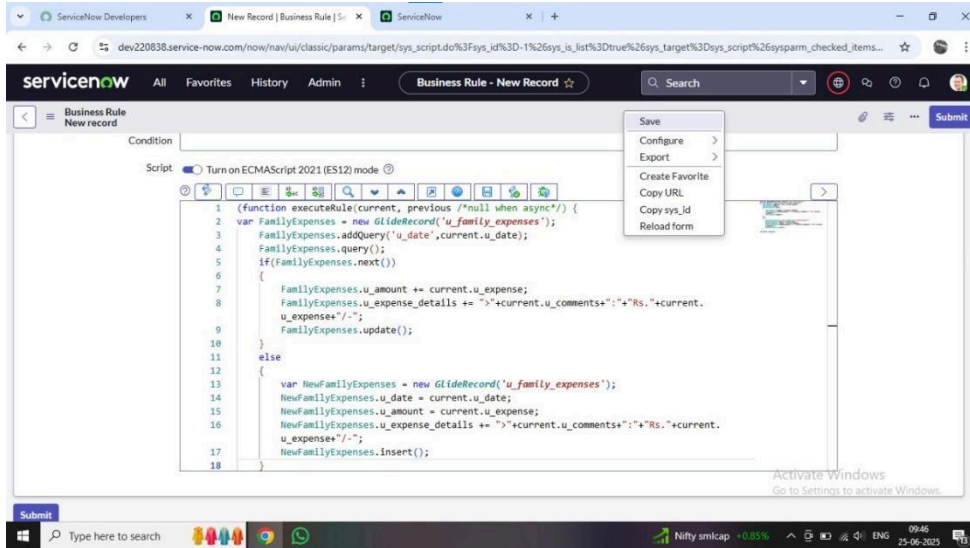 ServiceNow Developers
New Record | Business Rule | Se
ServiceNow
dev220838.service-now.com/now/nav/ui/classic/params/target/sys_script.do%3Fsys_id%3D-1%26sys_is_list%3Dtrue%26sys_target%3Dsys_script%26sysparm_checked_items...
servicenow
All
Favorites
History
Admin
Business Rule - New Record
Search
Business Rule
New record
Submit
Save
Configure
Export
Create Favorite
Copy URL
Copy sys_id
Reload form
Condition
Script
Turn on ECMAScript 2021 (ES12) mode
1 (function executeRule(current, previous /*null when async*/) {
2 var FamilyExpenses = new GlideRecord('u_family_expenses');
3 FamilyExpenses.addQuery('u_date',current.u_date);
4 FamilyExpenses.query();
5 if(FamilyExpenses.next())
6 {
7 FamilyExpenses.u_amount += current.u_expense;
8 FamilyExpenses.u_expense_details += ">"+current.u_comments+":"+"Rs."+current.
u_expense+"/-";
9 FamilyExpenses.update();
10 }
11 else
12 {
13 var NewFamilyExpenses = new GlideRecord('u_family_expenses');
14 NewFamilyExpenses.u_date = current.u_date;
15 NewFamilyExpenses.u_amount = current.u_expense;
16 NewFamilyExpenses.u_expense_details += ">"+current.u_comments+":"+"Rs."+current.
u_expense+"/-";
17 NewFamilyExpenses.insert();
18 }
Activate Windows
Go to Settings to activate Windows.
Submit
Type here to search
Nifty smlcap +0.85%
ENG
09:46
25-06-2025